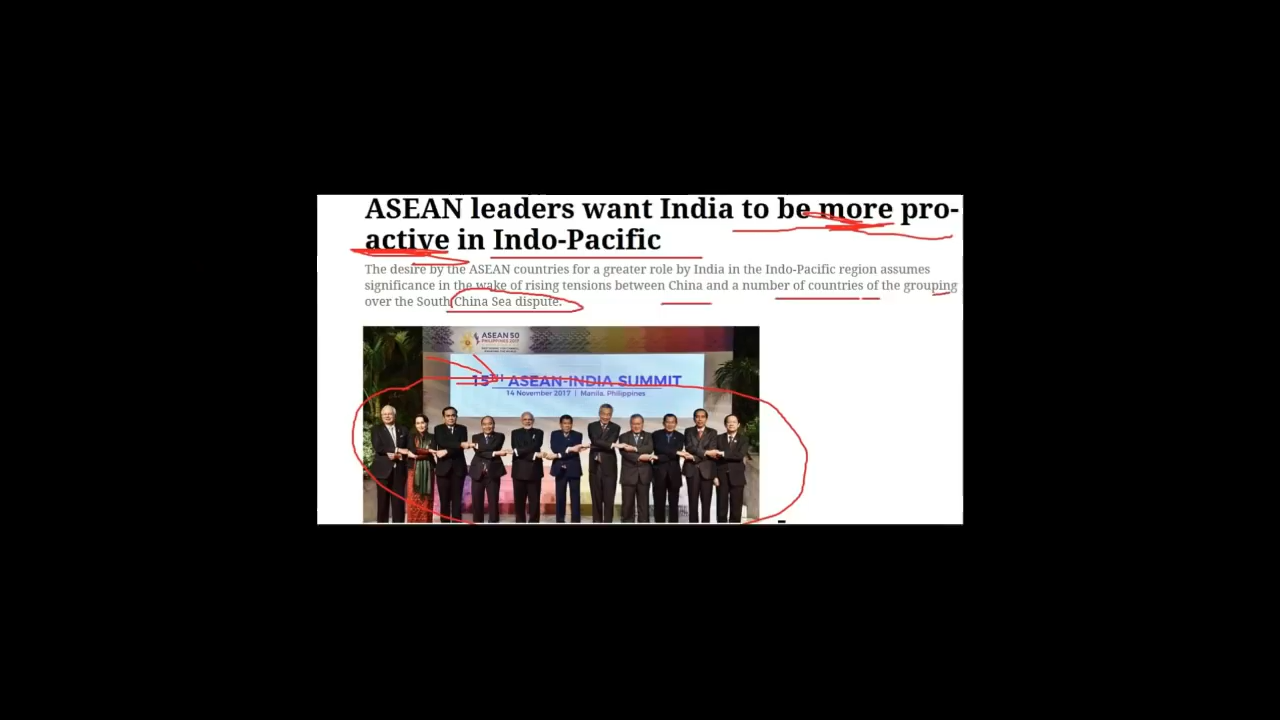 ASEAN leaders want India to be more pro-
active in Indo-Pacific
The desire by the ASEAN countries for a greater role by India in the Indo-Pacific region assumes
significance in the wake of rising tensions between China and a number of countries of the grouping
over the South China Sea dispute.
ASEAN 50
PHILIPPINES 2017
15TH ASEAN-INDIA SUMMIT
14 November 2017 | Manila, Philippines